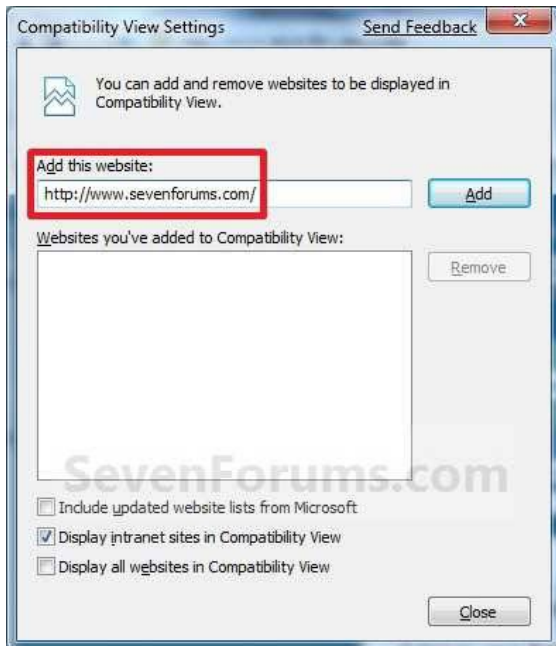 Compatibility View Settings
Send Feedback
You can add and remove websites to be displayed in
Compatibility View.
Add this website:
http://www.sevenforums.com/
Add
Websites you've added to Compatibility View:
Remove
SevenForums.com
Include updated website lists from Microsoft
Display intranet sites in Compatibility View
Display all websites in Compatibility View
Close